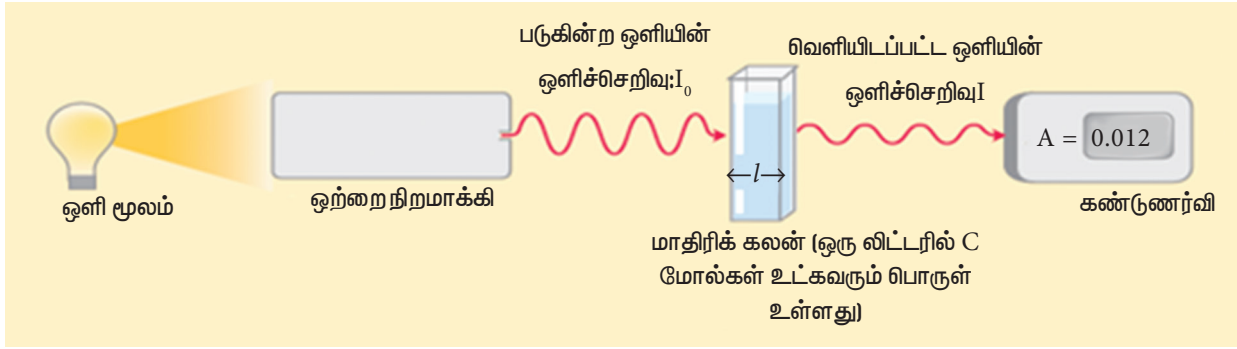 படுகின்ற ஒளியின்
ஒளிச்செறிவு:I₀
வெளியிடப்பட்ட ஒளியின்
ஒளிச்செறிவுI
A = 0.012
←l→
ஒளி மூலம்
ஒற்றை நிறமாக்கி
கண்டுணர்வி
மாதிரிக் கலன் (ஒரு லிட்டரில் C
மோல்கள் உட்கவரும் பொருள்
உள்ளது)